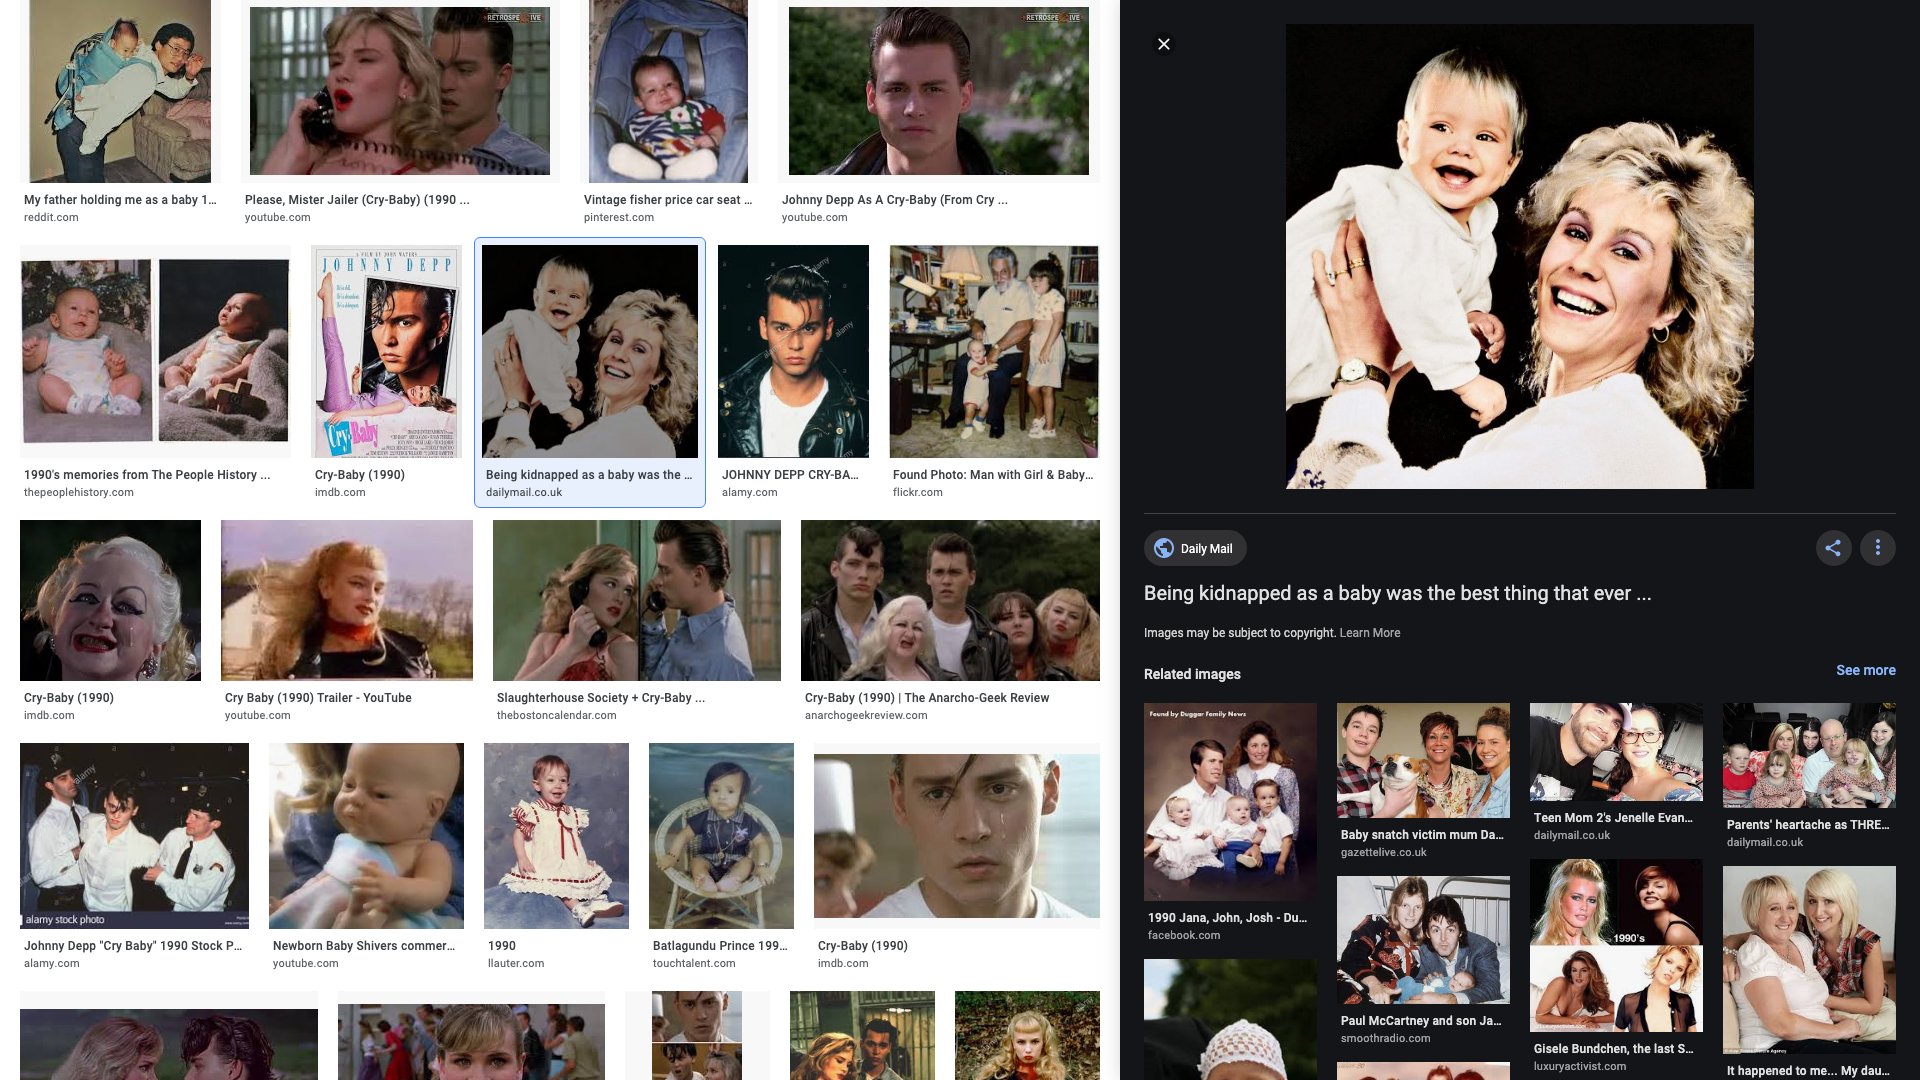 RETROSPECTIVE
RETROSPECTIVE
My father holding me as a baby 1...
reddit.com
Please, Mister Jailer (Cry-Baby) (1990 ...
youtube.com
Vintage fisher price car seat ...
pinterest.com
Johnny Depp As A Cry-Baby (From Cry ...
youtube.com
A FILM BY JOHN WATERS
JOHNNY DEPP
Cry-Baby
alamy
alamy
alamy
1990's memories from The People History ...
thepeoplehistory.com
Cry-Baby (1990)
imdb.com
Being kidnapped as a baby was the ...
dailymail.co.uk
JOHNNY DEPP CRY-BA...
alamy.com
Found Photo: Man with Girl & Baby...
flickr.com
Cry-Baby (1990)
imdb.com
Cry Baby (1990) Trailer - YouTube
youtube.com
Slaughterhouse Society + Cry-Baby ...
thebostoncalendar.com
Cry-Baby (1990) | The Anarcho-Geek Review
anarchogeekreview.com
alamy
alamy stock photo
Johnny Depp "Cry Baby" 1990 Stock P...
alamy.com
Newborn Baby Shivers commer...
youtube.com
1990
llauter.com
Batlagundu Prince 199...
touchtalent.com
Cry-Baby (1990)
imdb.com
Daily Mail
Being kidnapped as a baby was the best thing that ever ...
Images may be subject to copyright. Learn More
Related images
See more
Found by Duggar Family News
1990 Jana, John, Josh - Du...
facebook.com
Baby snatch victim mum Da...
gazettelive.co.uk
Paul McCartney and son Ja...
smoothradio.com
Teen Mom 2's Jenelle Evan...
dailymail.co.uk
1990's
Gisele Bundchen, the last S...
luxuryactivist.com
Parents' heartache as THRE...
dailymail.co.uk
It happened to me... My dau...